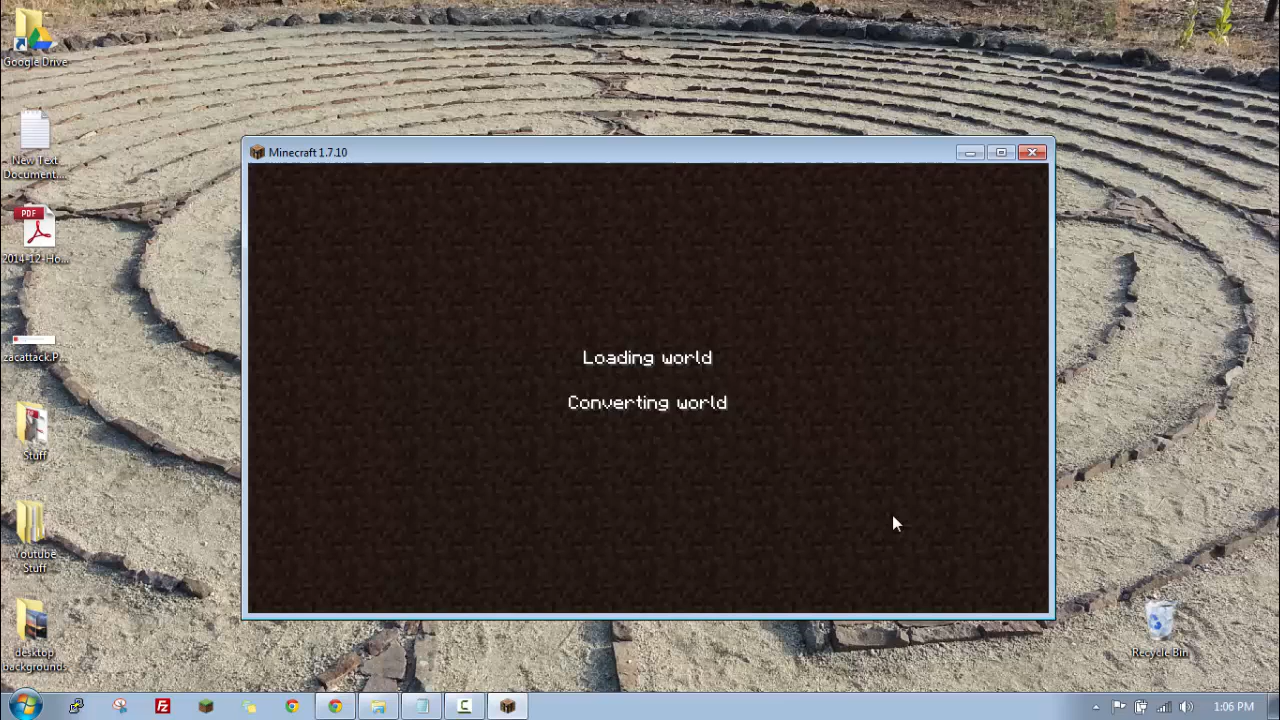 Google Drive
New Text
Document....
PDF
2014-12-Ho...
zacattack.P...
Stuff
Youtube
Stuff
desktop
backgrounds
Minecraft 1.7.10
Loading world
Converting world
Recycle Bin
1:06 PM